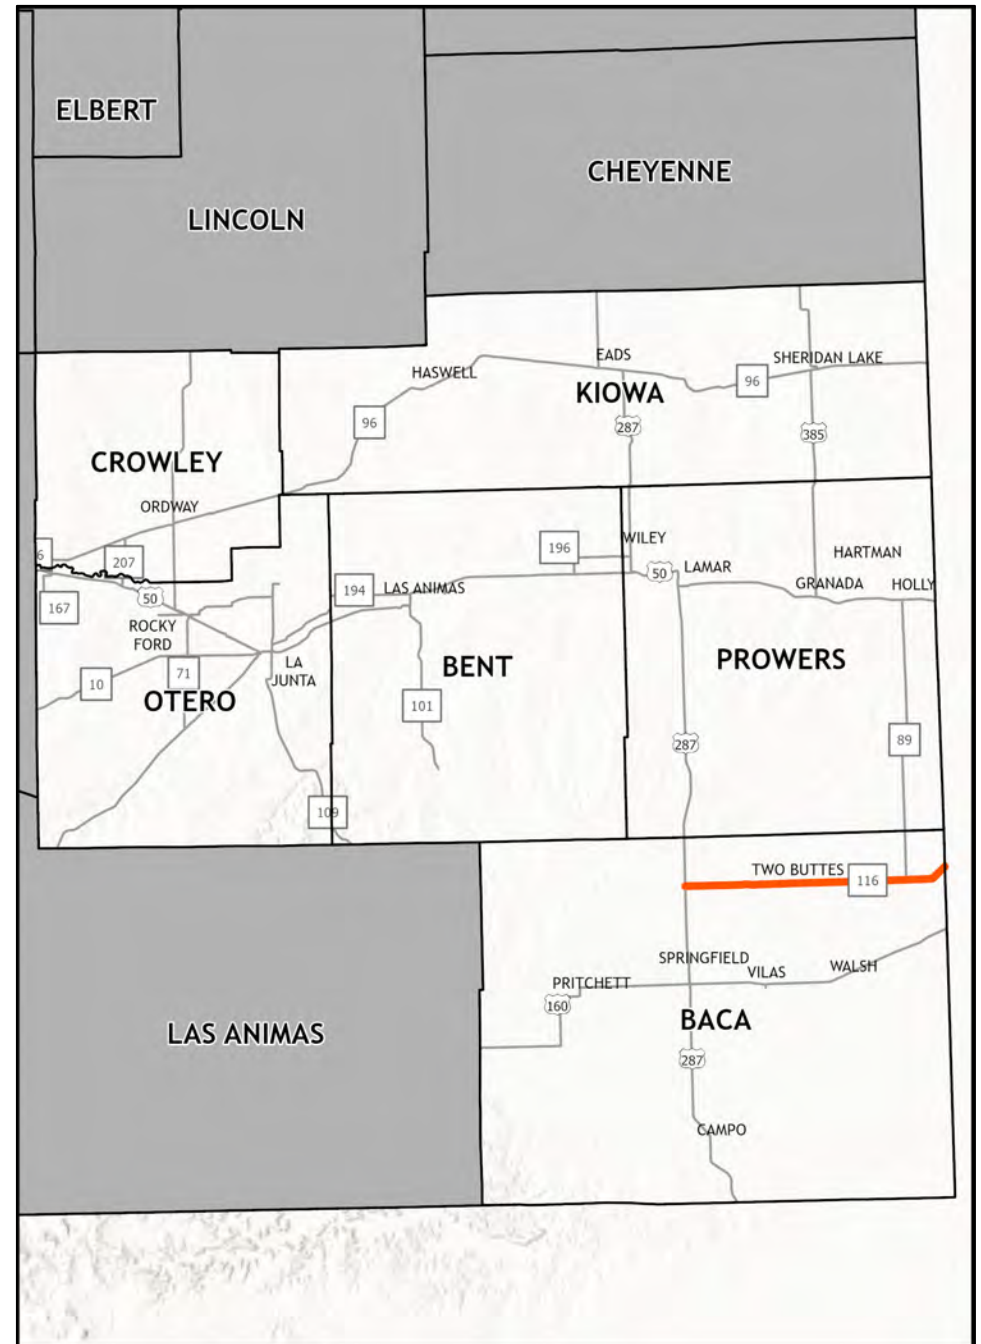 ELBERT
CHEYENNE
LINCOLN
EADS
SHERIDAN LAKE
HASWELL
96
KIOWA
96
287
385
CROWLEY
ORDWAY
6
207
196
WILEY
HARTMAN
50
LAMAR
GRANADA
HOLLY
167
50
194
LAS ANIMAS
ROCKY
FORD
LA
JUNTA
BENT
PROWERS
10
71
OTERO
101
287
89
109
TWO BUTTES
116
SPRINGFIELD
VILAS
WALSH
PRITCHETT
160
BACA
LAS ANIMAS
287
CAMPO